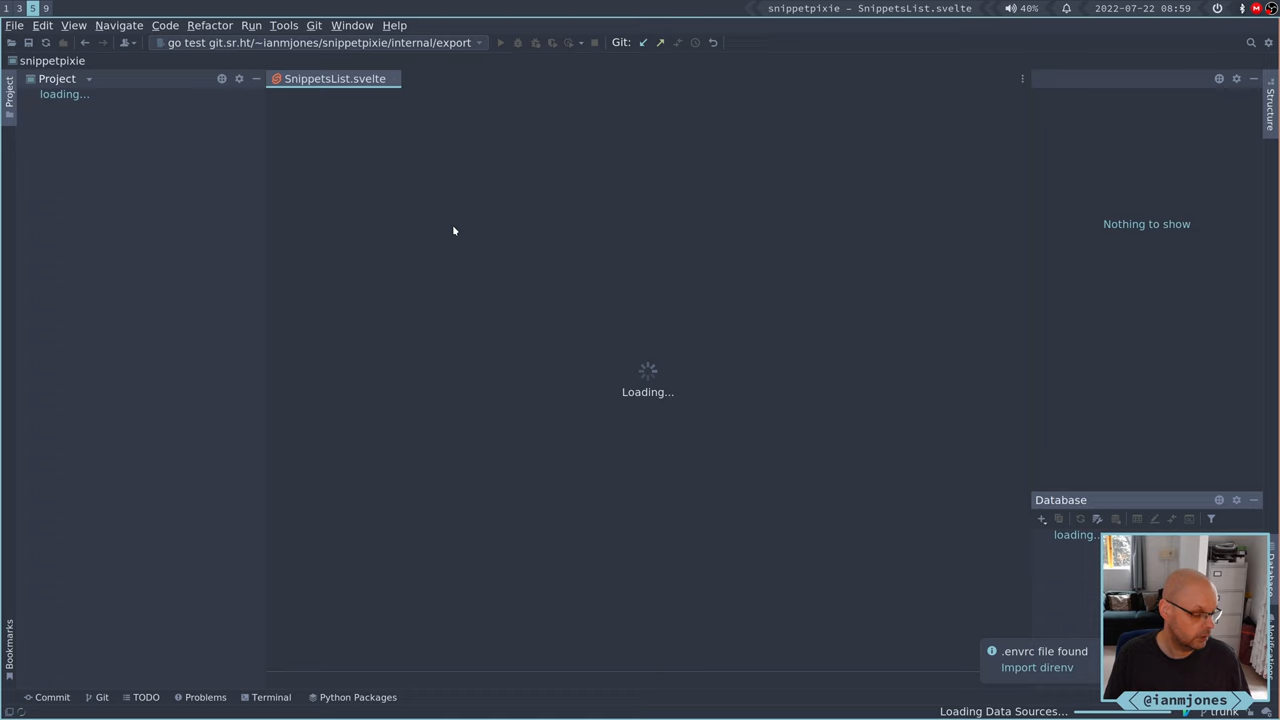 1 3 5 9 snippetpixie – SnippetsList.svelte 40% 2022-07-22 08:59 M
File Edit View Navigate Code Refactor Run Tools Git Window Help
go test git.sr.ht/~ianmjones/snippetpixie/internal/export Git:
snippetpixie
Project SnippetsList.svelte
loading...
Project
Structure
Nothing to show
Loading...
Database
loading..
Database
Notifications
.envrc file found
Import direnv
Bookmarks
Commit Git TODO Problems Terminal Python Packages
@ianmjones
Loading Data Sources... trunk